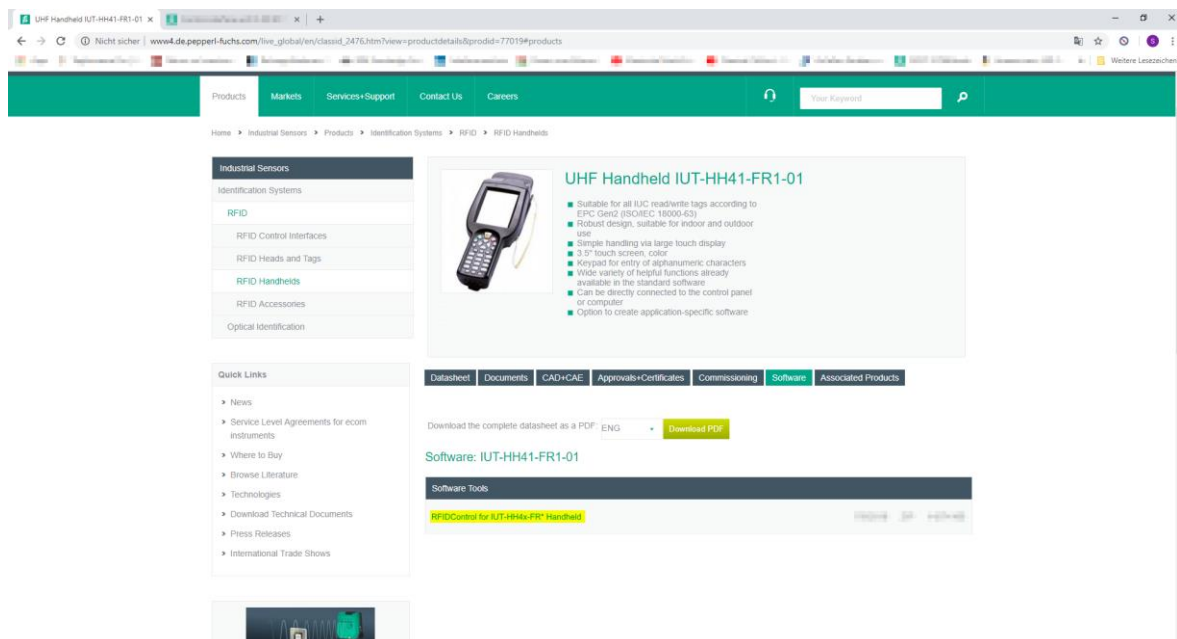 UHF Handheld IUT-HH41-FR1-01
Nicht sicher | www4.de.pepperl-fuchs.com/live_global/en/classid_2476.htm?view=productdetails&prodid=77019#products
Weitere Lesezeichen
Products Markets Services+Support Contact Us Careers Your Keyword
Home > Industrial Sensors > Products > Identification Systems > RFID > RFID Handhelds
Industrial Sensors
Identification Systems
RFID
RFID Control Interfaces
RFID Heads and Tags
RFID Handhelds
RFID Accessories
Optical Identification
UHF Handheld IUT-HH41-FR1-01
Suitable for all IUC read/write tags according to
EPC Gen2 (ISO/IEC 18000-63)
Robust design, suitable for indoor and outdoor
use
Simple handling via large touch display
3.5" touch screen, color
Keypad for entry of alphanumeric characters
Wide variety of helpful functions already
available in the standard software
Can be directly connected to the control panel
or computer
Option to create application-specific software
Quick Links
> News
> Service Level Agreements for ecom
instruments
> Where to Buy
> Browse Literature
> Technologies
> Download Technical Documents
> Press Releases
> International Trade Shows
Datasheet Documents CAD+CAE Approvals+Certificates Commissioning Software Associated Products
Download the complete datasheet as a PDF: ENG Download PDF
Software: IUT-HH41-FR1-01
Software Tools
RFIDControl for IUT-HH4x-FR* Handheld